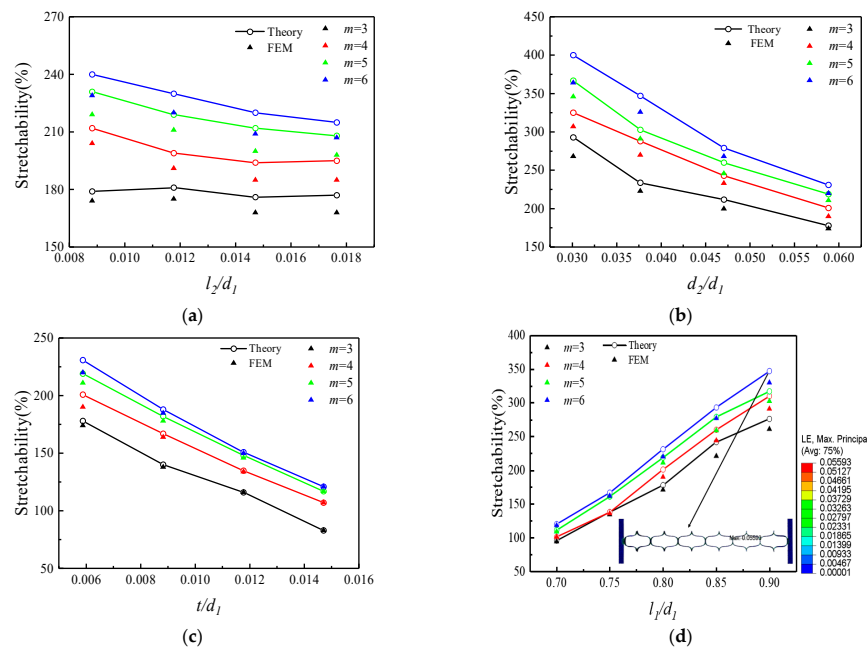 270
240
210
180
150
Stretchability(%)
0.008 0.010 0.012 0.014 0.016 0.018
l2/d1
Theory
FEM
m=3
m=4
m=5
m=6
(a)
450
400
350
300
250
200
150
Stretchability(%)
0.030 0.035 0.040 0.045 0.050 0.055 0.060
d2/d1
Theory
FEM
m=3
m=4
m=5
m=6
(b)
250
200
150
100
50
Stretchability(%)
0.006 0.008 0.010 0.012 0.014 0.016
t/d1
Theory
FEM
m=3
m=4
m=5
m=6
(c)
400
350
300
250
200
150
100
50
Stretchability(%)
0.70 0.75 0.80 0.85 0.90
l1/d1
m=3
m=4
m=5
m=6
Theory
FEM
Max: 0.05593
LE, Max. Principa
(Avg: 75%)
0.05593
0.05127
0.04661
0.04195
0.03729
0.03263
0.02797
0.02331
0.01865
0.01399
0.00933
0.00467
0.00001
(d)